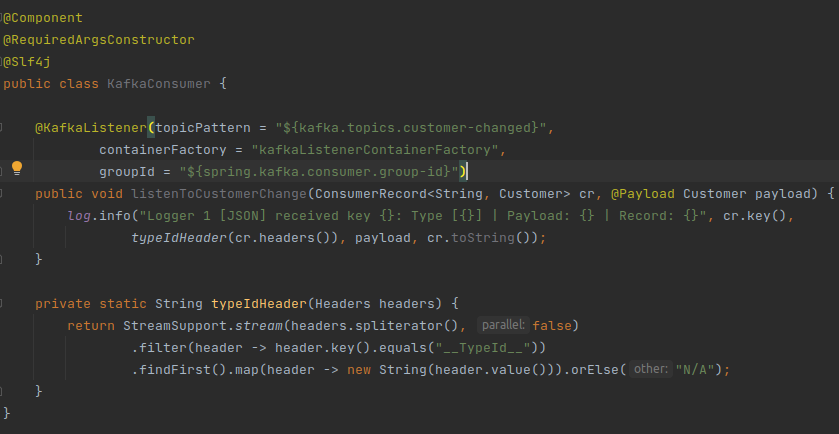 @Component
@RequiredArgsConstructor
@Slf4j
public class KafkaConsumer {
@KafkaListener(topicPattern = "${kafka.topics.customer-changed}",
containerFactory = "kafkaListenerContainerFactory",
groupId = "${spring.kafka.consumer.group-id}")
public void listenToCustomerChange(ConsumerRecord<String, Customer> cr, @Payload Customer payload) {
log.info("Logger 1 [JSON] received key {}: Type [{}] | Payload: {} | Record: {}", cr.key(),
typeIdHeader(cr.headers()), payload, cr.toString());
}
private static String typeIdHeader(Headers headers) {
return StreamSupport.stream(headers.spliterator(), parallel: false)
.filter(header -> header.key().equals("__TypeId__"))
.findFirst().map(header -> new String(header.value())).orElse( other: "N/A");
}
}